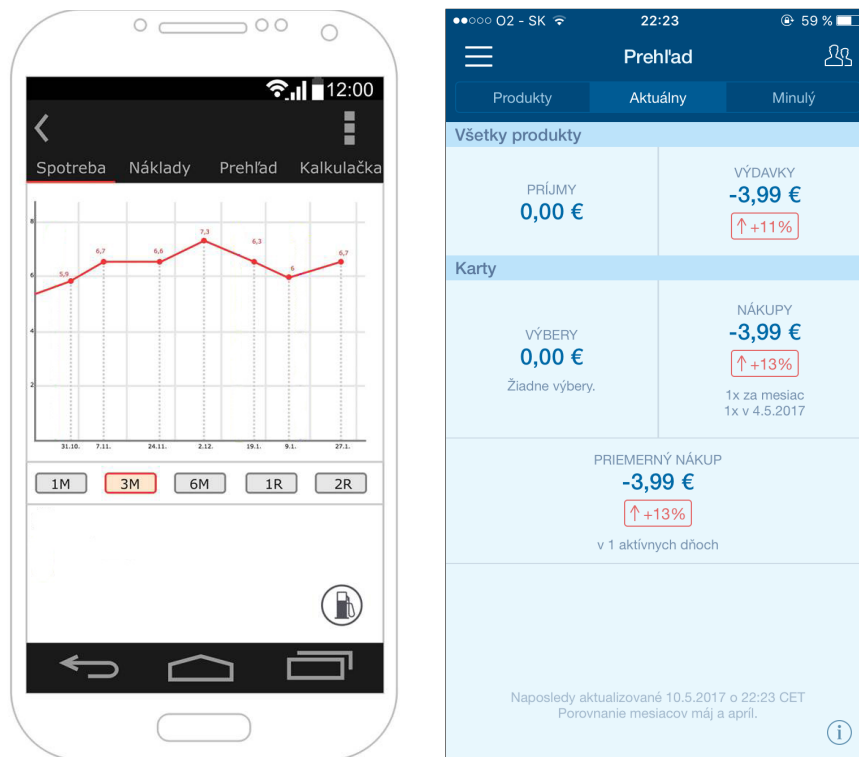 12:00
Spotreba Náklady Prehľad Kalkulačka
8
6
4
2
5,9
6,7
6,6
7,3
6,3
6
6,7
31.10. 7.11. 24.11. 2.12. 19.1. 9.1. 27.1.
1M 3M 6M 1R 2R
O2 - SK 22:23 59 %
Prehľad
Produkty Aktuálny Minulý
Všetky produkty
PRÍJMY
0,00 €
VÝDAVKY
-3,99 €
↑ +11%
Karty
VÝBERY
0,00 €
Žiadne výbery.
NÁKUPY
-3,99 €
↑ +13%
1x za mesiac
1x v 4.5.2017
PRIEMERNÝ NÁKUP
-3,99 €
↑ +13%
v 1 aktívnych dňoch
Naposledy aktualizované 10.5.2017 o 22:23 CET
Porovnanie mesiacov máj a apríl.
i